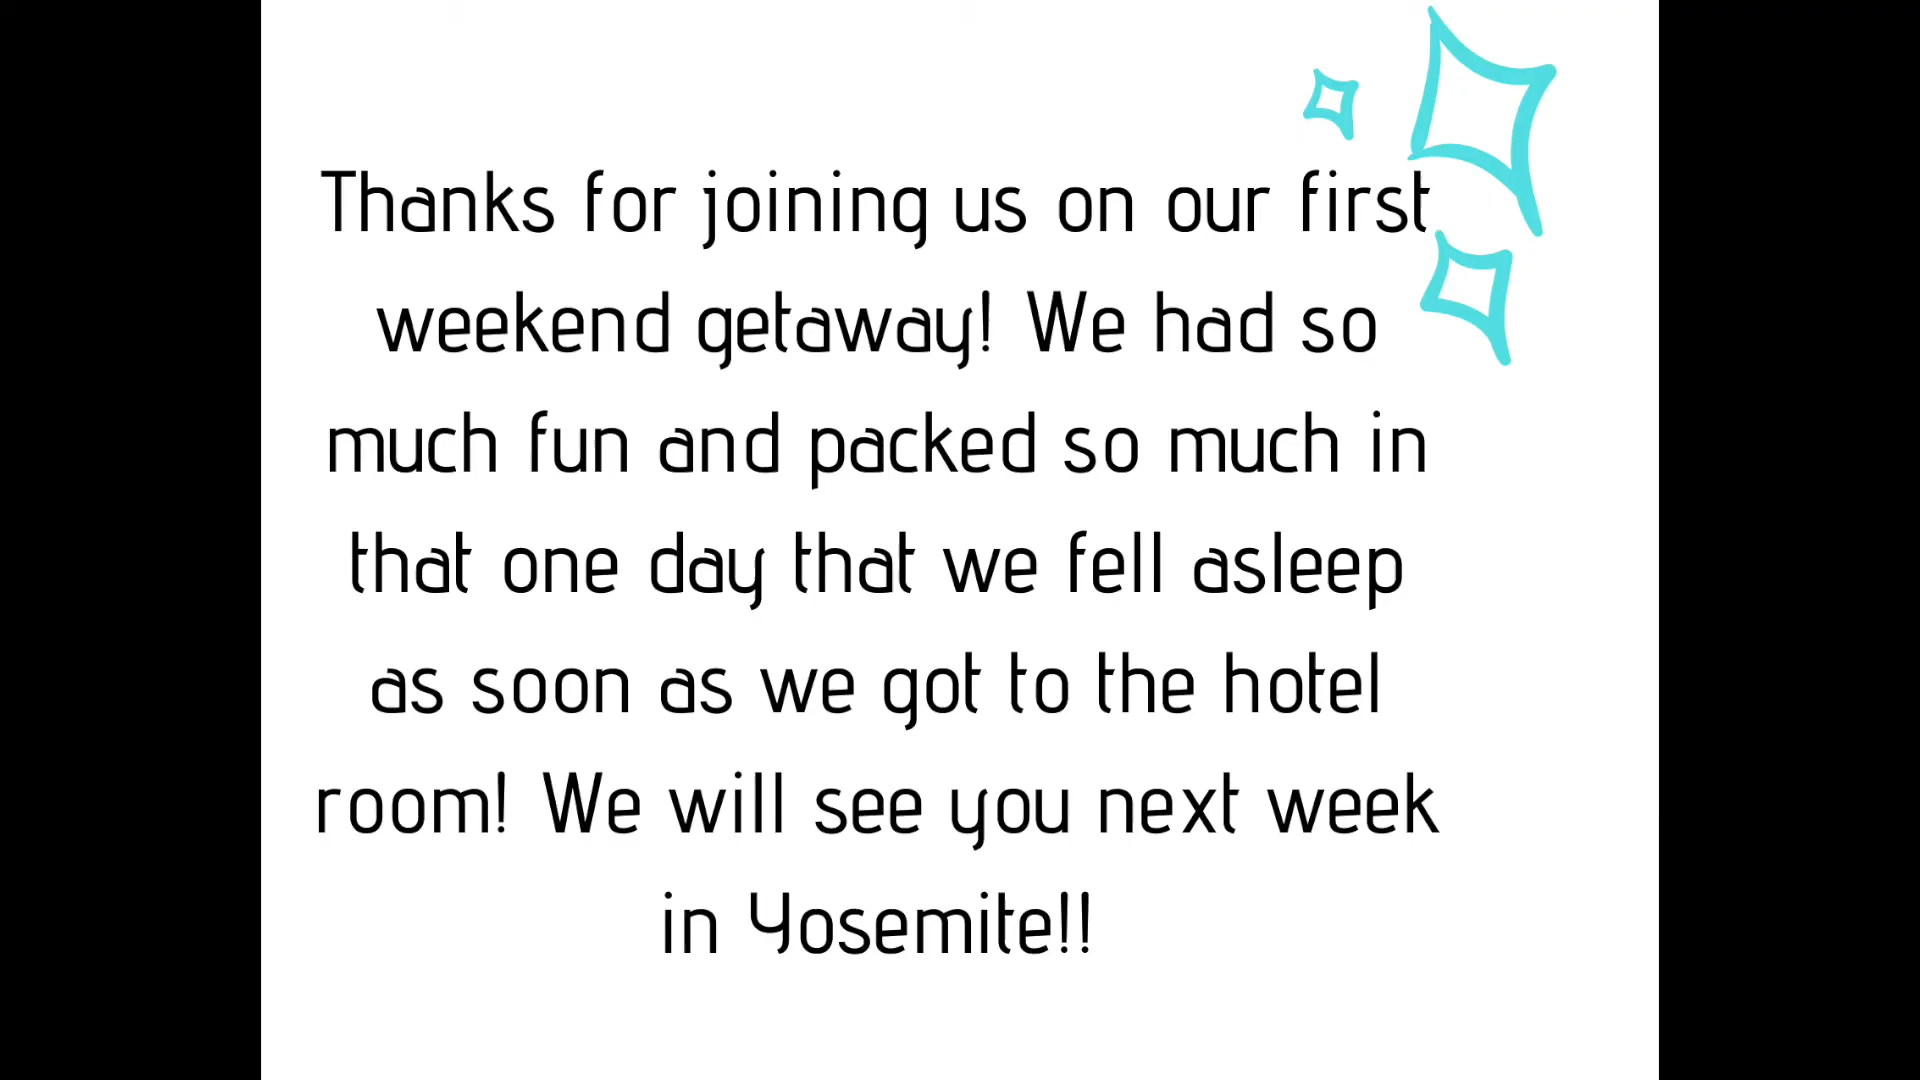 Thanks for joining us on our first
weekend getaway! We had so
much fun and packed so much in
that one day that we fell asleep
as soon as we got to the hotel
room! We will see you next week
in Yosemite!!